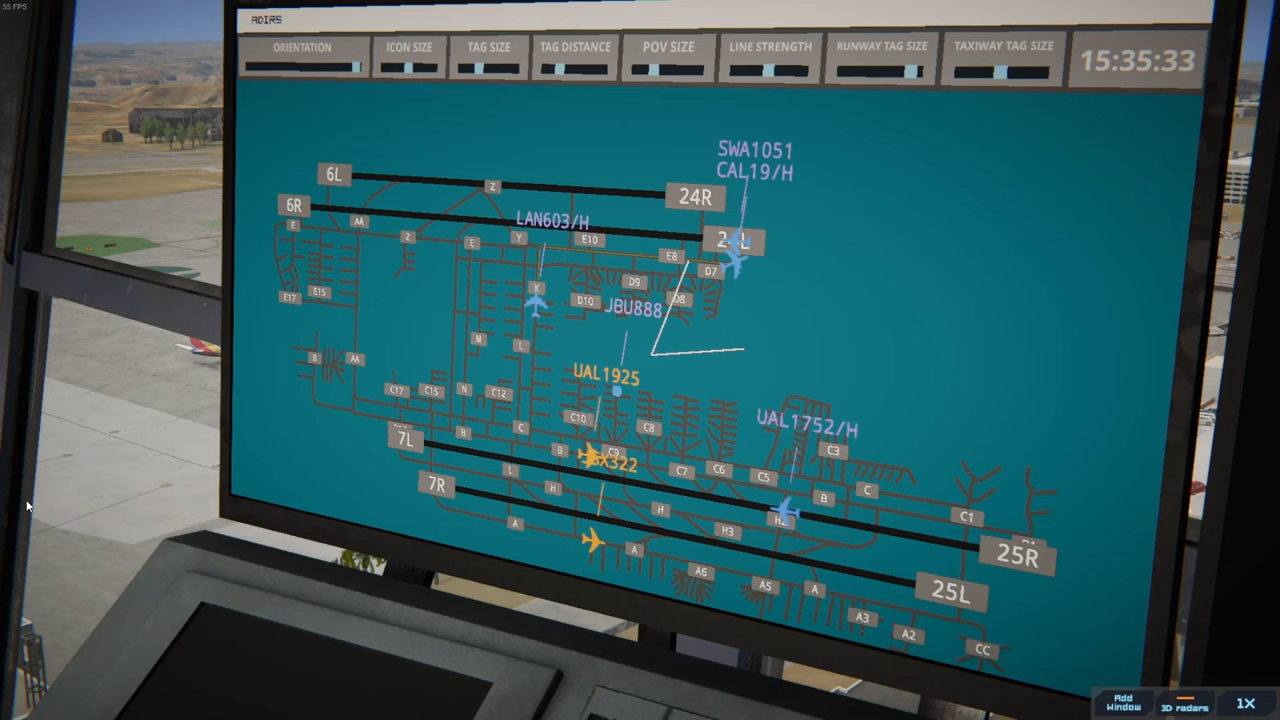 55 FPS
ADIRS
ORIENTATION
ICON SIZE
TAG SIZE
TAG DISTANCE
POV SIZE
LINE STRENGTH
RUNWAY TAG SIZE
TAXIWAY TAG SIZE
15:35:33
SWA1051
CAL19/H
6L
Z
24R
6R
E
AA
LAN603/H
Z
E
Y
E10
E8
D7
E17
E15
K
D10
D9
D8
JBU888
M
L
B
AA
UAL1925
C17
C15
N
C12
C10
C8
UAL1752/H
7L
B
C
B
C9
C7
C6
C5
C3
B
C
C1
7R
L
H
H
H3
25R
A
A
A6
A5
A
25L
A3
A2
CC
Add
Window
3D radars
1X